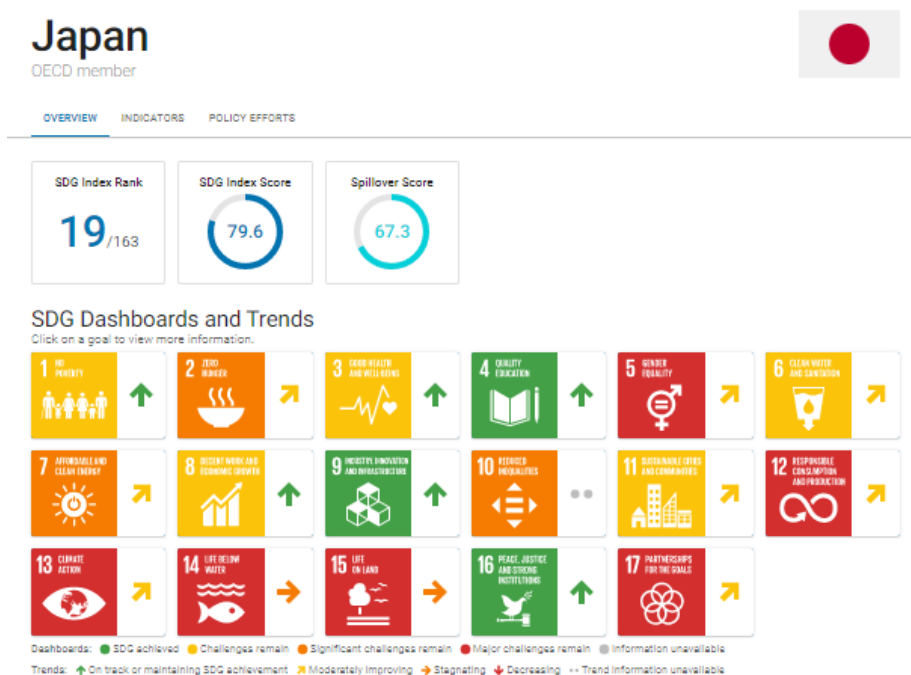 Japan
OECD member
OVERVIEW INDICATORS POLICY EFFORTS
SDG Index Rank
19/163
SDG Index Score
79.6
Spillover Score
67.3
SDG Dashboards and Trends
Click on a goal to view more information.
1 NO
POVERTY
2 ZERO
HUNGER
3 GOOD HEALTH
AND WELL-BEING
4 QUALITY
EDUCATION
5 GENDER
EQUALITY
6 CLEAN WATER
AND SANITATION
7 AFFORDABLE AND
CLEAN ENERGY
8 DECENT WORK AND
ECONOMIC GROWTH
9 INDUSTRY, INNOVATION
AND INFRASTRUCTURE
10 REDUCED
INEQUALITIES
11 SUSTAINABLE CITIES
AND COMMUNITIES
12 RESPONSIBLE
CONSUMPTION
AND PRODUCTION
13 CLIMATE
ACTION
14 LIFE BELOW
WATER
15 LIFE
ON LAND
16 PEACE, JUSTICE
AND STRONG
INSTITUTIONS
17 PARTNERSHIPS
FOR THE GOALS
Dashboards: SDG achieved Challenges remain Significant challenges remain Major challenges remain Information unavailable
Trends: On track or maintaining SDG achievement Moderately improving Stagnating Decreasing Trend information unavailable